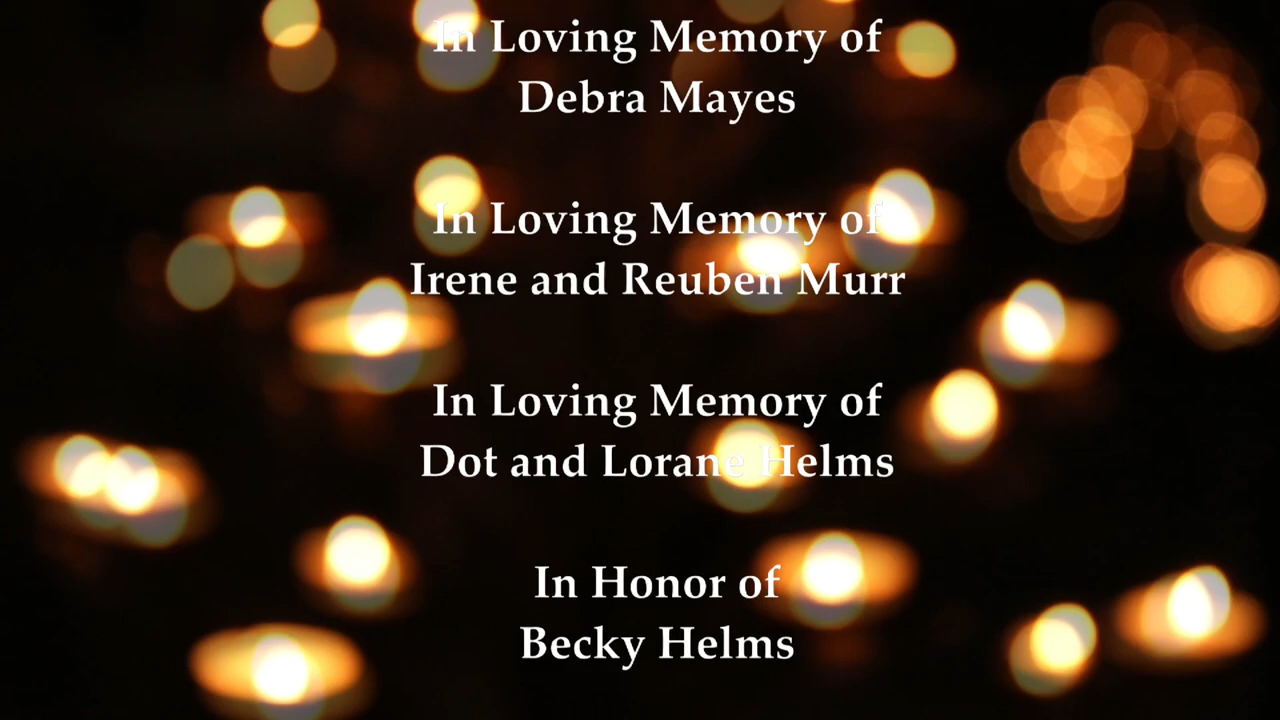 In Loving Memory of
Debra Mayes
In Loving Memory of
Irene and Reuben Murr
In Loving Memory of
Dot and Lorane Helms
In Honor of
Becky Helms